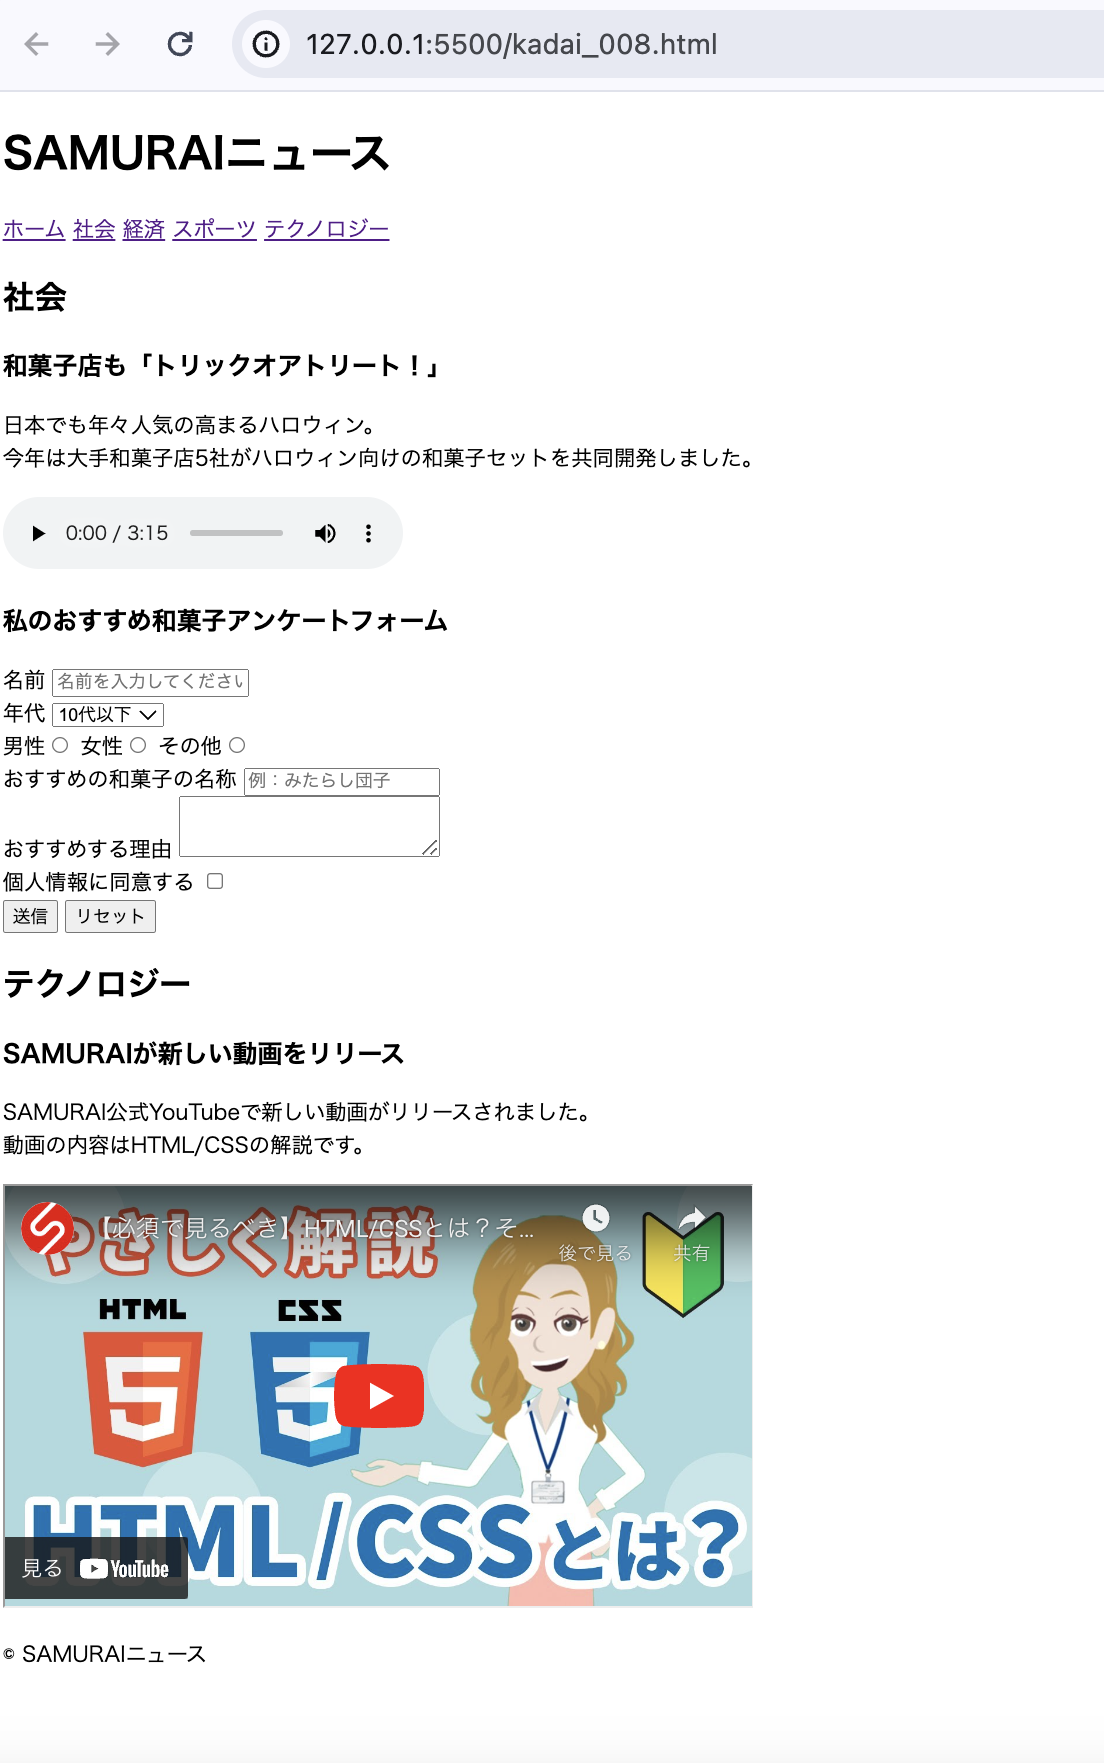 127.0.0.1:5500/kadai_008.html
SAMURAIニュース
ホーム 社会 経済 スポーツ テクノロジー
社会
和菓子店も「トリックオアトリート！」
日本でも年々人気の高まるハロウィン。
今年は大手和菓子店5社がハロウィン向けの和菓子セットを共同開発しました。
0:00 / 3:15
私のおすすめ和菓子アンケートフォーム
名前 名前を入力してください
年代 10代以下
男性 女性 その他
おすすめの和菓子の名称 例：みたらし団子
おすすめする理由
個人情報に同意する
送信 リセット
テクノロジー
SAMURAIが新しい動画をリリース
SAMURAI公式YouTubeで新しい動画がリリースされました。
動画の内容はHTML/CSSの解説です。
【必須で見るべき】HTML/CSSとは？そ...
後で見る 共有
やさしく解説
HTML CSS
5 3
HTML/CSSとは?
見る YouTube
© SAMURAIニュース